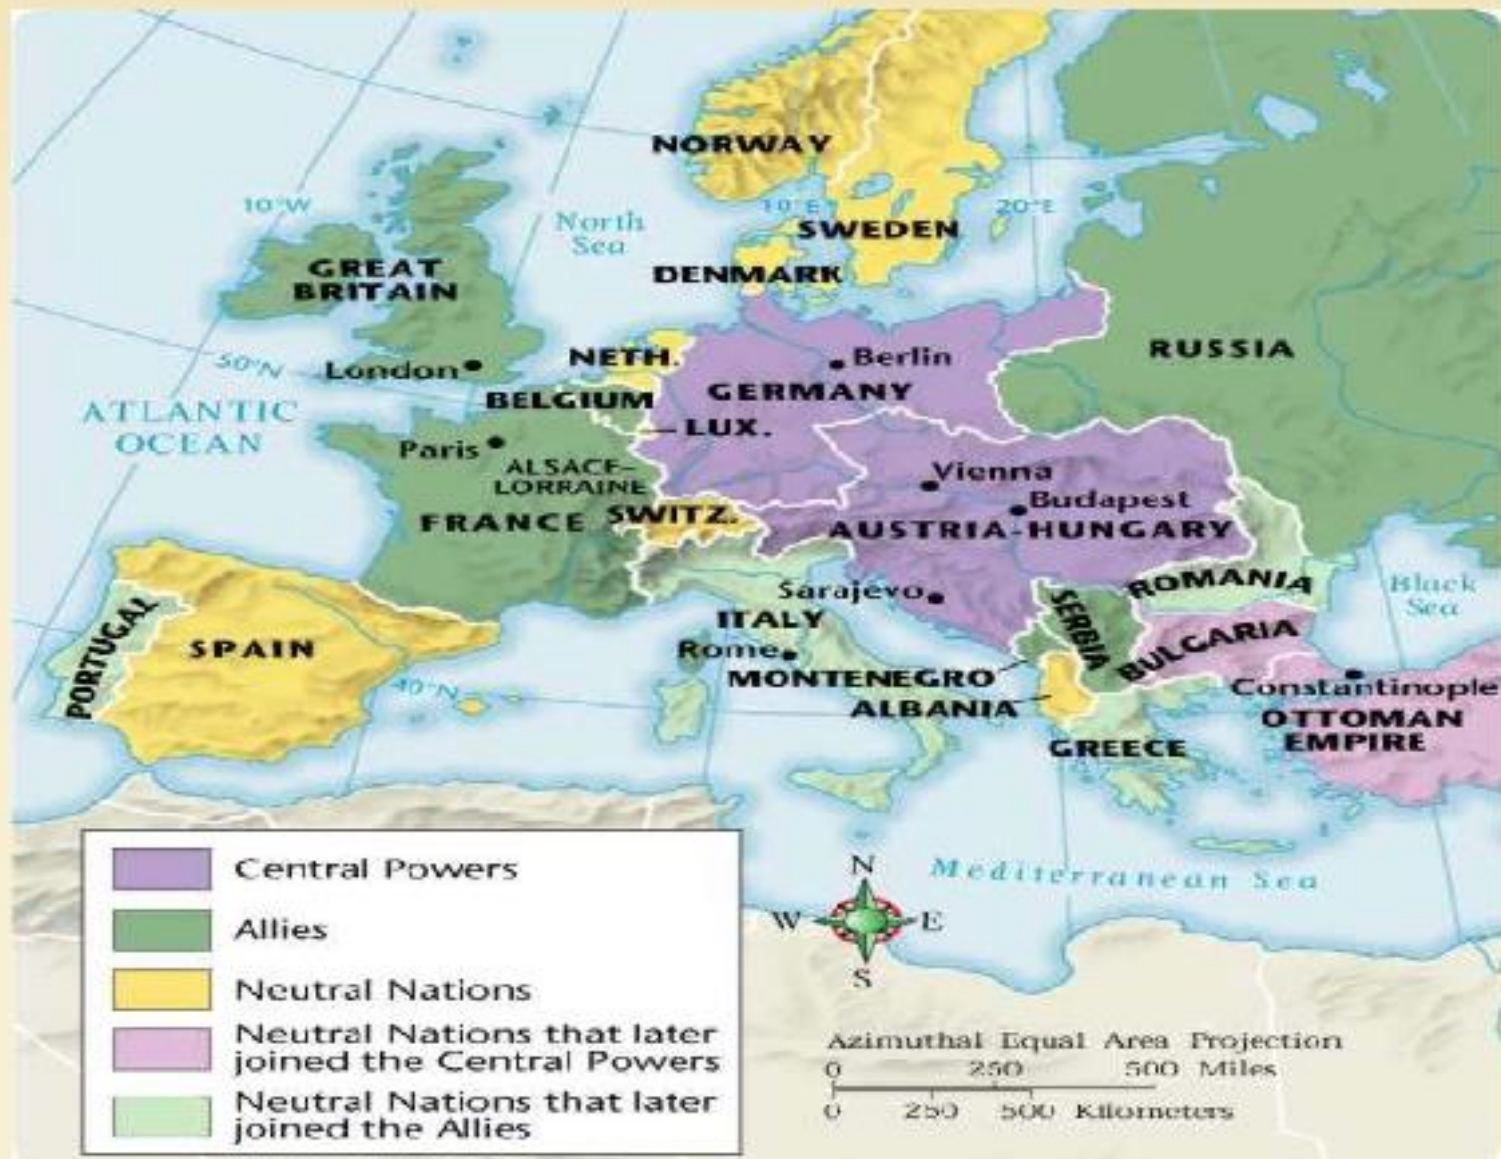 NORWAY
10°W
North
Sea
10°E
20°E
SWEDEN
GREAT
BRITAIN
DENMARK
RUSSIA
50°N
London
NETH.
Berlin
BELGIUM
GERMANY
ATLANTIC
OCEAN
LUX.
Paris
ALSACE-
LORRAINE
Vienna
Budapest
FRANCE
SWITZ.
AUSTRIA-HUNGARY
Sarajevo
ROMANIA
Black
Sea
PORTUGAL
SPAIN
ITALY
SERBIA
BULGARIA
Rome
MONTENEGRO
40°N
ALBANIA
Constantinople
OTTOMAN
EMPIRE
GREECE
Central Powers
Allies
Neutral Nations
Neutral Nations that later
joined the Central Powers
Neutral Nations that later
joined the Allies
Mediterranean Sea
N
W
E
S
Azimuthal Equal Area Projection
0 250 500 Miles
0 250 500 Kilometers